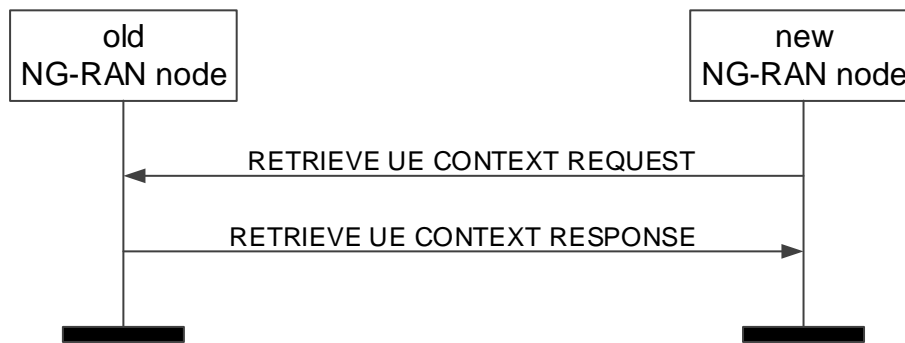 old
NG-RAN node
new
NG-RAN node
RETRIEVE UE CONTEXT REQUEST
RETRIEVE UE CONTEXT RESPONSE